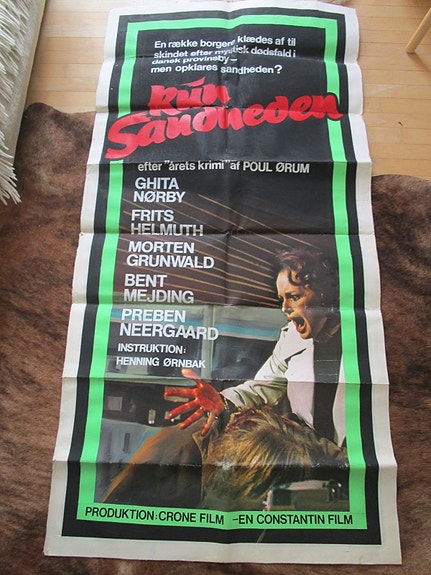 En række borgere klædes af til
skindet efter mystisk dødsfald i
dansk provinsby –
men opklares sandheden?
kun
Sandheden
efter "årets krimi" af POUL ØRUM
GHITA
NØRBY
FRITS
HELMUTH
MORTEN
GRUNWALD
BENT
MEJDING
PREBEN
NEERGAARD
INSTRUKTION:
HENNING ØRNBAK
PRODUKTION: CRONE FILM –EN CONSTANTIN FILM